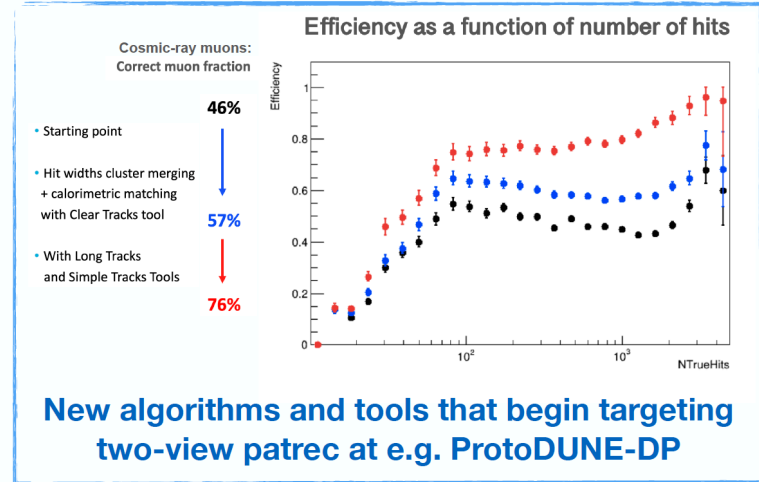 Efficiency as a function of number of hits
Cosmic-ray muons:
Correct muon fraction
46%
• Starting point
• Hit widths cluster merging
+ calorimetric matching
with Clear Tracks tool
57%
• With Long Tracks
and Simple Tracks Tools
76%
Efficiency
1
0.8
0.6
0.4
0.2
0
10²
10³
NTrueHits
New algorithms and tools that begin targeting
two-view patrec at e.g. ProtoDUNE-DP